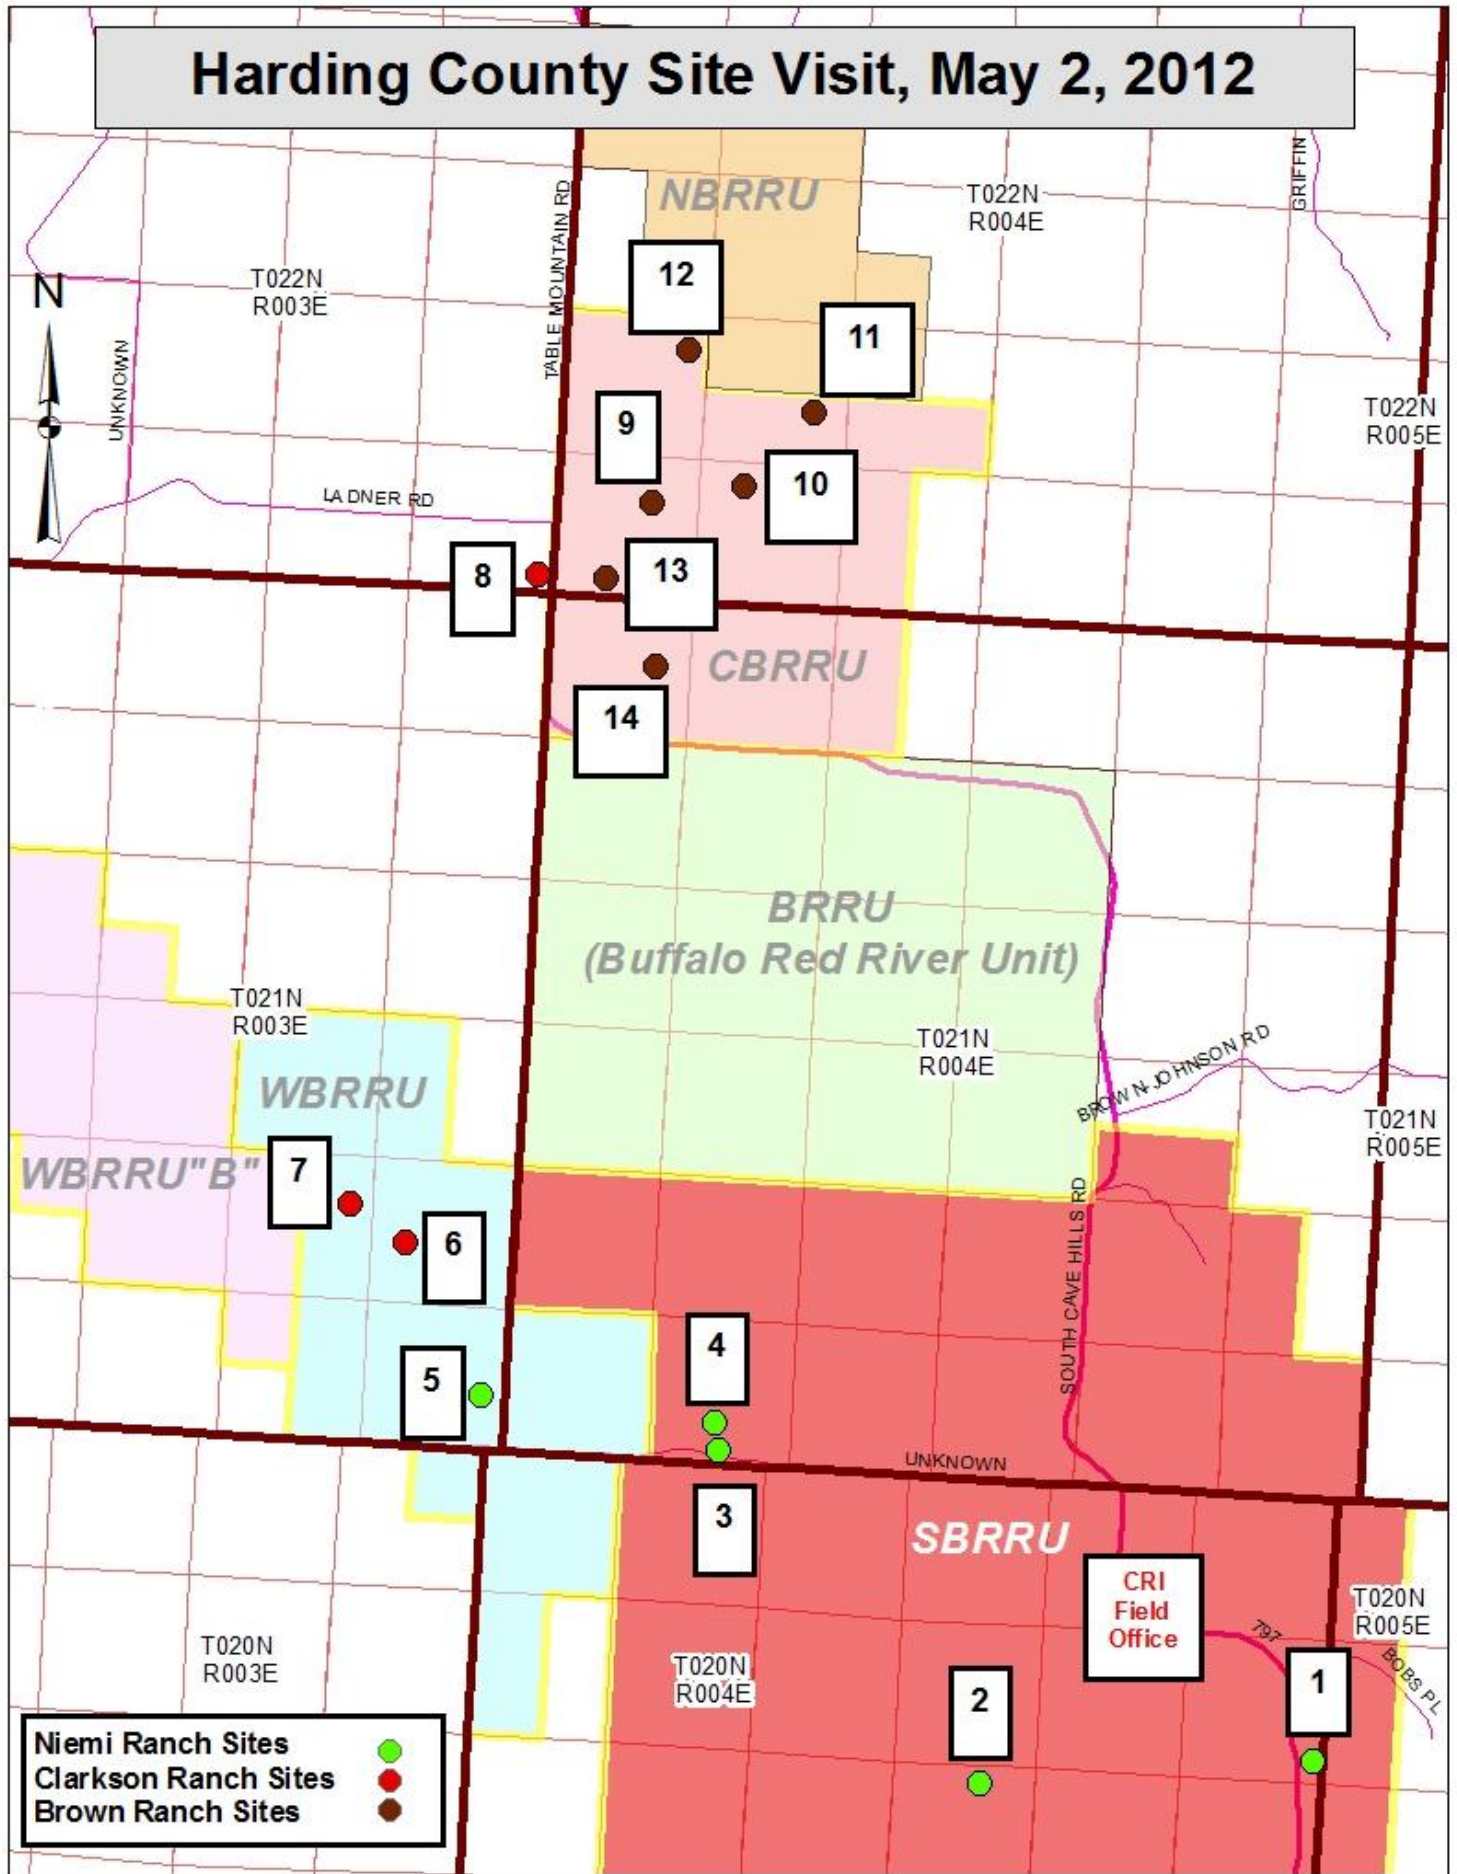 Harding County Site Visit, May 2, 2012
GRIFFIN
NBRRU
T022N
R004E
TABLE MOUNTAIN RD
12
T022N
R003E
N
11
UNKNOWN
9
T022N
R005E
10
LADNER RD
8
13
CBRRU
14
BRRU
(Buffalo Red River Unit)
T021N
R003E
T021N
R004E
BROWN-JOHNSON RD
WBRRU
T021N
R005E
WBRRU"B"
7
6
SOUTH CAVE HILLS RD
4
5
UNKNOWN
3
SBRRU
CRI
Field
Office
T020N
R005E
797
BOBS PL
T020N
R003E
T020N
R004E
2
1
Niemi Ranch Sites
Clarkson Ranch Sites
Brown Ranch Sites